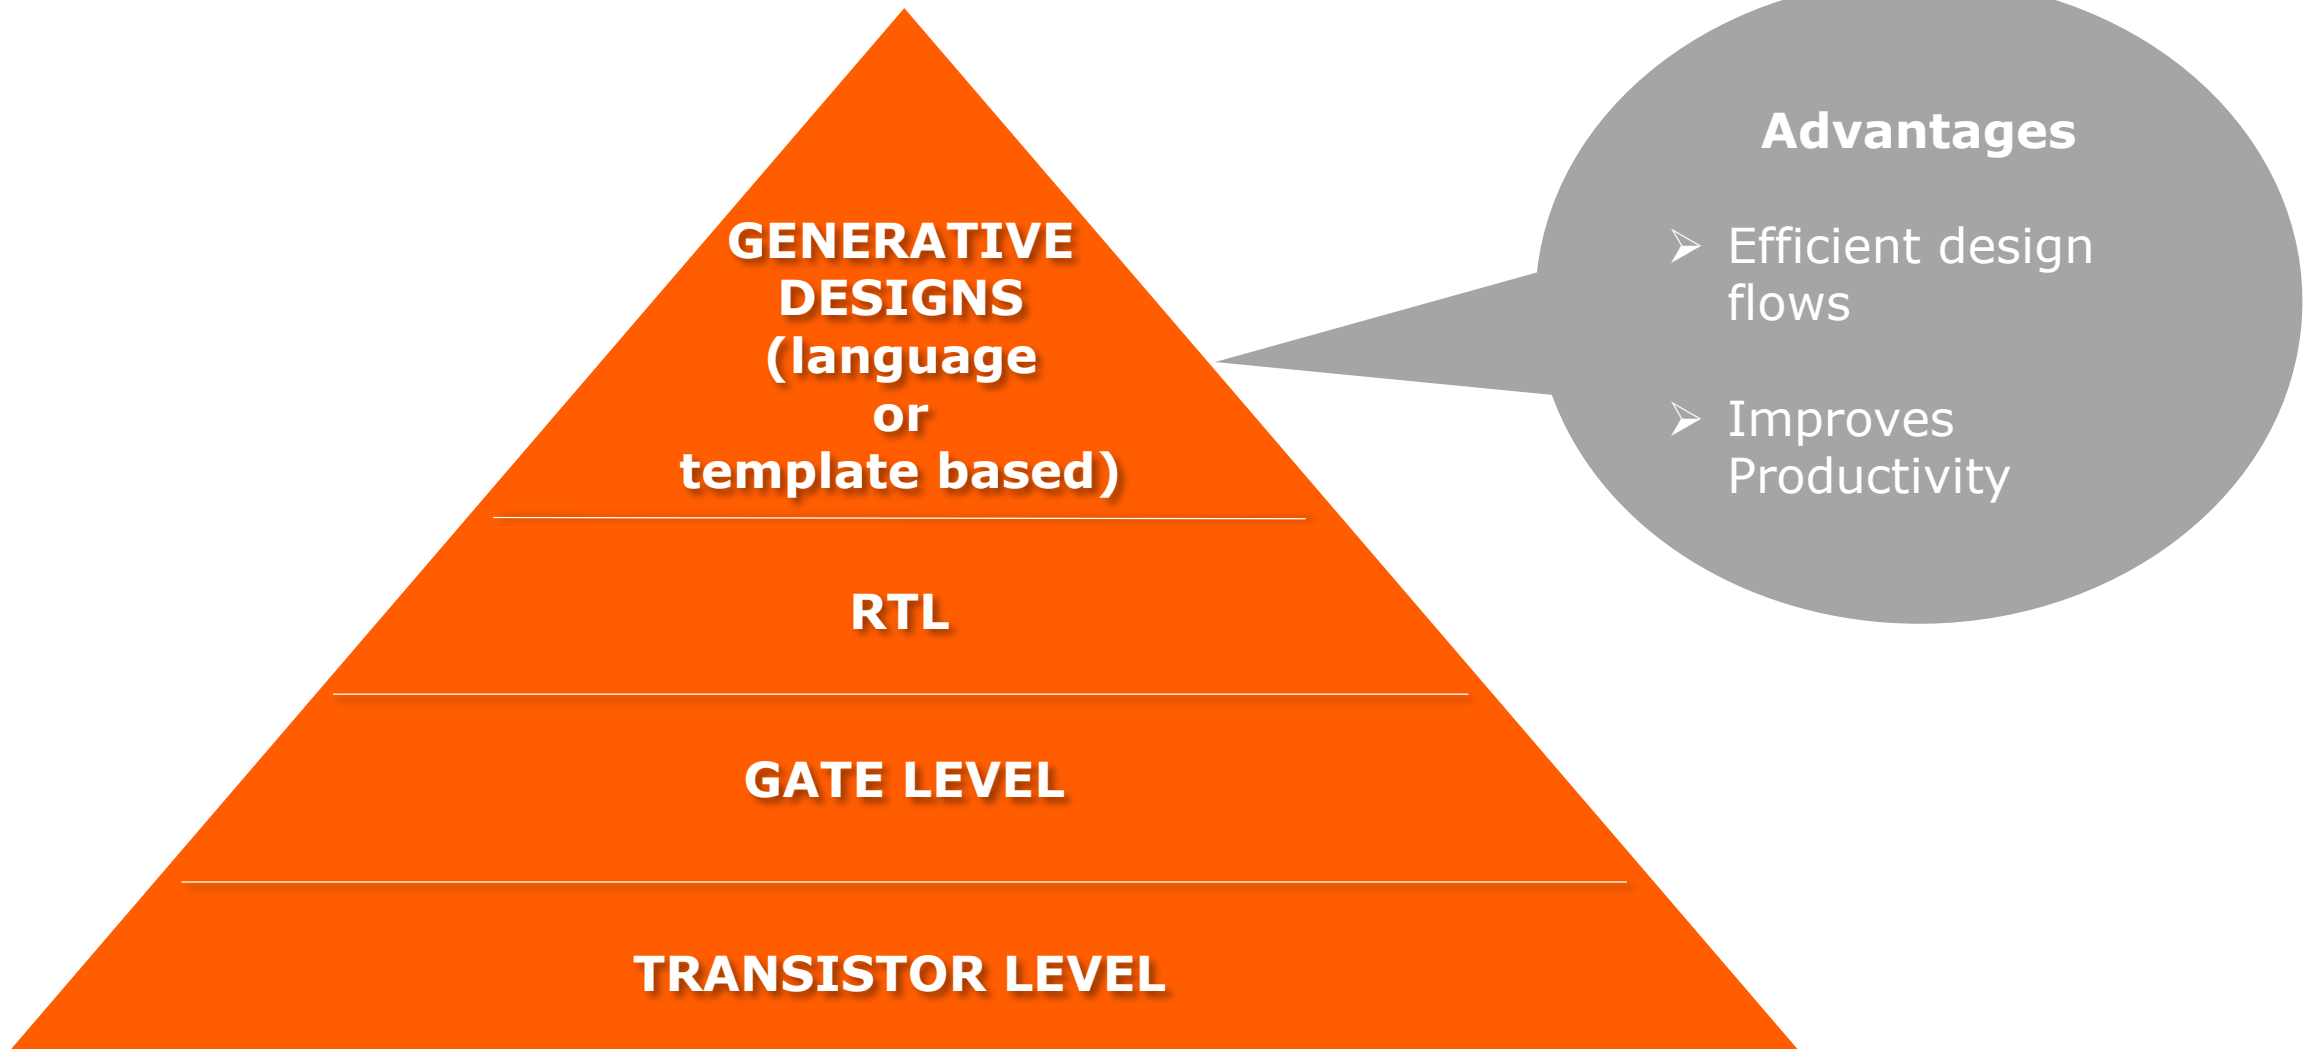 GENERATIVE
DESIGNS
(language
or
template based)
RTL
GATE LEVEL
TRANSISTOR LEVEL
Advantages
➢ Efficient design
flows
➢ Improves
Productivity